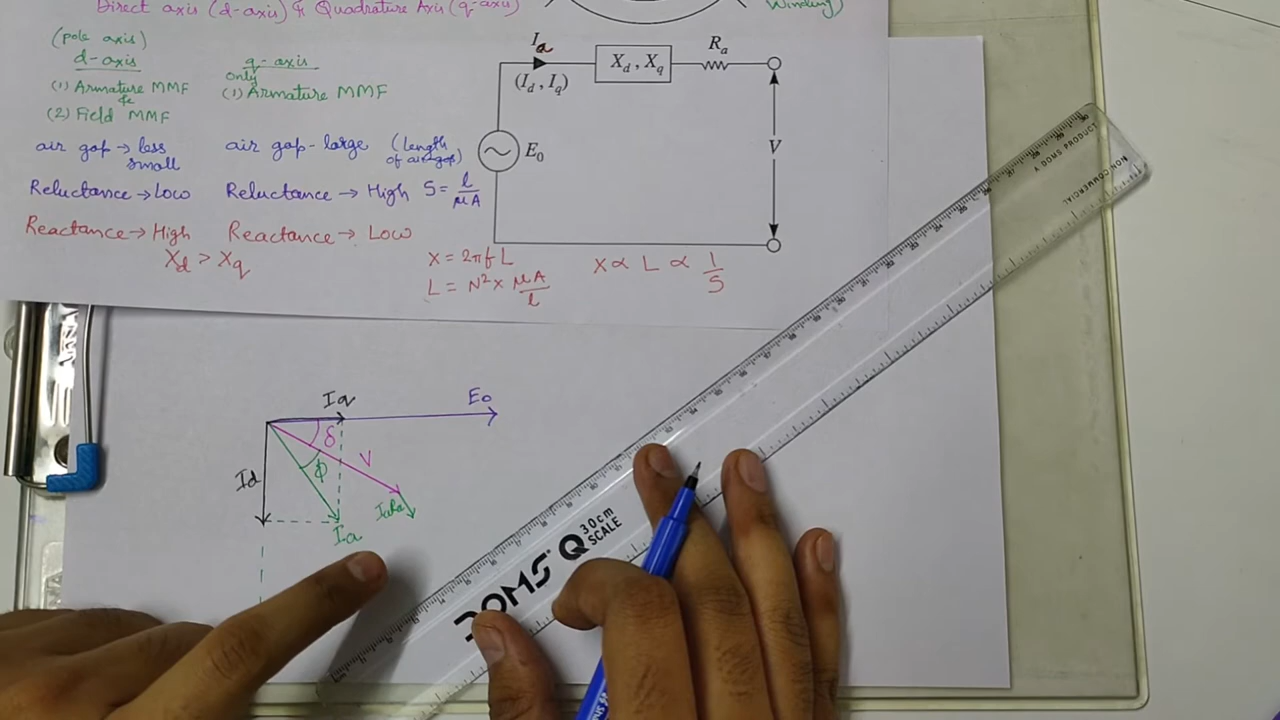 Direct axis (d-axis) & Quadrature Axis (q-axis)
Winding)
(pole axis)
d-axis
(1) Armature MMF
&
(2) Field MMF
q-axis
only
(1) Armature MMF
air gap → less
small
air gap - large (Length
of air gap)
Reluctance → Low
Reluctance → High S = l/μA
Reactance → High
Reactance → Low
Xd > Xq
X = 2πfL
L = N² × μA/l
X ∝ L ∝ 1/S
Ia
(Id, Iq)
Xd, Xq
Ra
E0
V
Iq
E0
δ
V
Id
ϕ
IaRa
Ia
DOMS Q 30cm
SCALE
A DOMS PRODUCT
NON COMMERCIAL